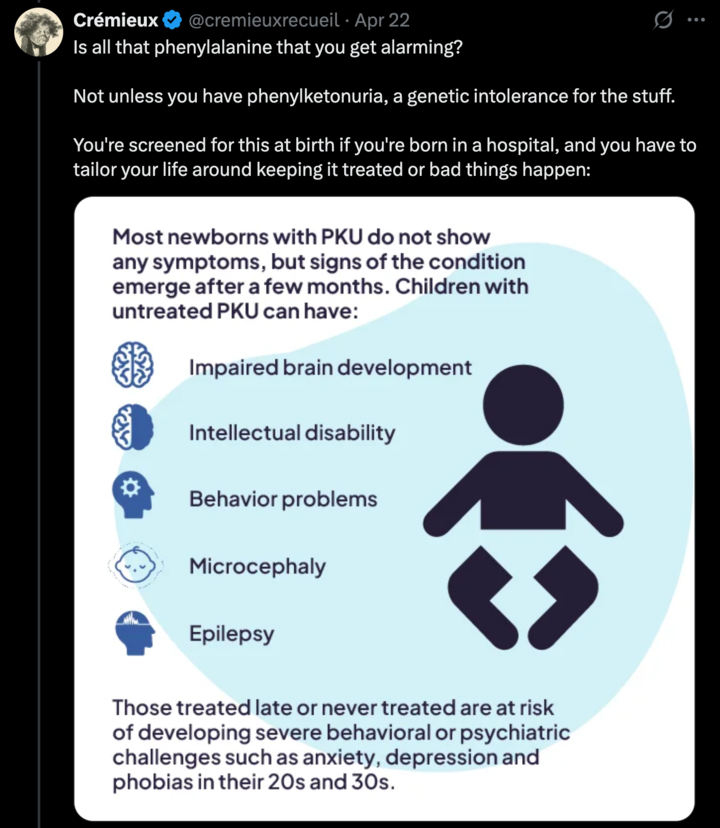 Crémieux @cremieuxrecueil · Apr 22
Is all that phenylalanine that you get alarming?
Not unless you have phenylketonuria, a genetic intolerance for the stuff.
You're screened for this at birth if you're born in a hospital, and you have to
tailor your life around keeping it treated or bad things happen:
Most newborns with PKU do not show
any symptoms, but signs of the condition
emerge after a few months. Children with
untreated PKU can have:
Impaired brain development
Intellectual disability
Behavior problems
Microcephaly
Epilepsy
Those treated late or never treated are at risk
of developing severe behavioral or psychiatric
challenges such as anxiety, depression and
phobias in their 20s and 30s.